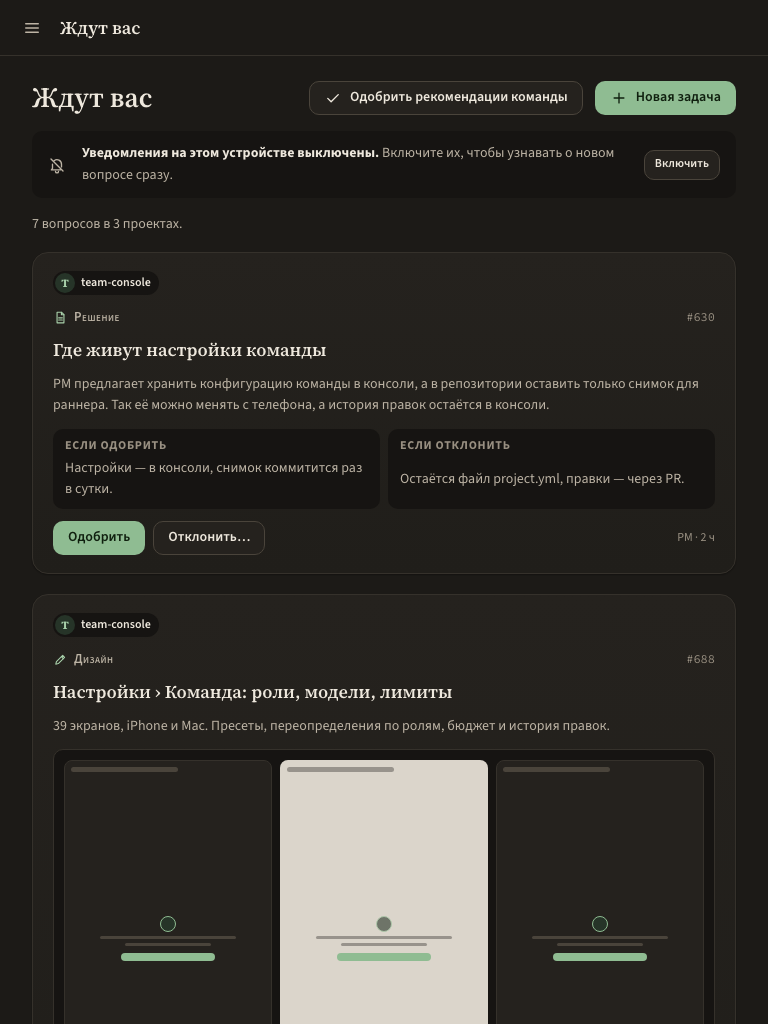 Ждут вас
Ждут вас
Одобрить рекомендации команды
Новая задача
Уведомления на этом устройстве выключены. Включите их, чтобы узнавать о новом
вопросе сразу.
Включить
7 вопросов в 3 проектах.
T team-console
Решение
#630
Где живут настройки команды
PM предлагает хранить конфигурацию команды в консоли, а в репозитории оставить только снимок для
раннера. Так её можно менять с телефона, а история правок остаётся в консоли.
ЕСЛИ ОДОБРИТЬ
Настройки — в консоли, снимок коммитится раз
в сутки.
ЕСЛИ ОТКЛОНИТЬ
Остаётся файл project.yml, правки — через PR.
Одобрить
Отклонить…
PM · 2 ч
T team-console
Дизайн
#688
Настройки › Команда: роли, модели, лимиты
39 экранов, iPhone и Mac. Пресеты, переопределения по ролям, бюджет и история правок.